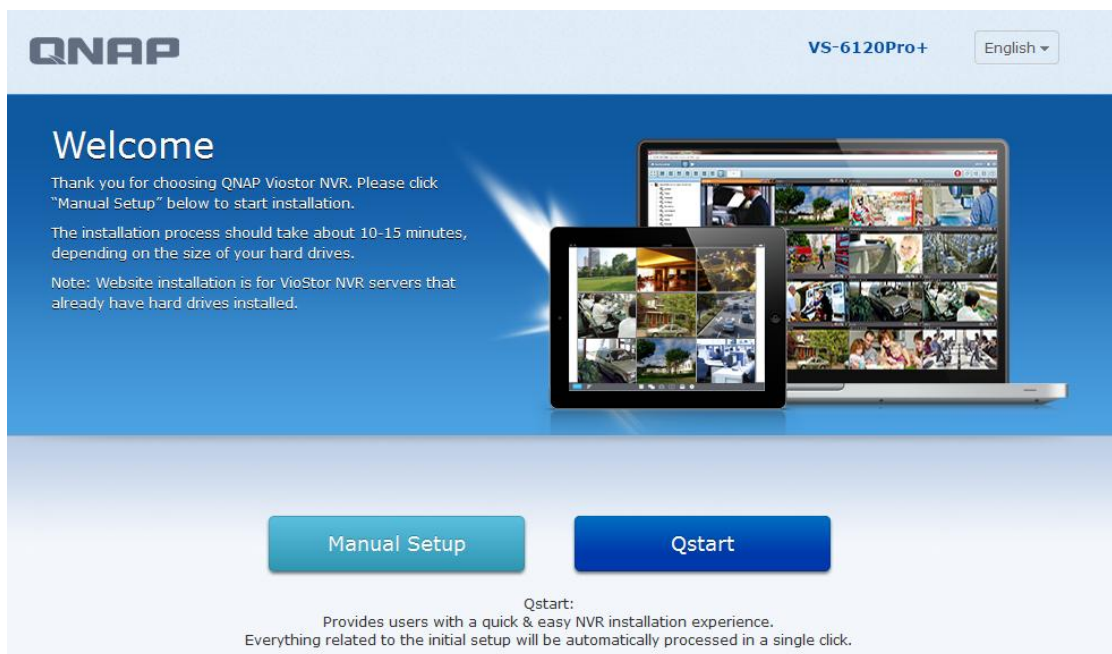 QNAP
VS-6120Pro+
English
Welcome
Thank you for choosing QNAP Viostor NVR. Please click
“Manual Setup” below to start installation.
The installation process should take about 10-15 minutes,
depending on the size of your hard drives.
Note: Website installation is for VioStor NVR servers that
already have hard drives installed.
Manual Setup
Qstart
Qstart:
Provides users with a quick & easy NVR installation experience.
Everything related to the initial setup will be automatically processed in a single click.